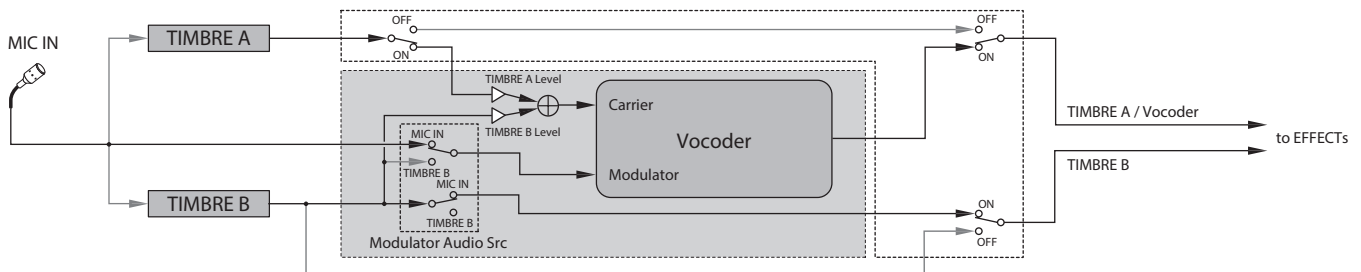 MIC IN
TIMBRE A
OFF
ON
OFF
ON
TIMBRE A Level
TIMBRE B Level
Carrier
Vocoder
Modulator
MIC IN
TIMBRE B
MIC IN
TIMBRE B
Modulator Audio Src
TIMBRE B
ON
OFF
TIMBRE A / Vocoder
TIMBRE B
to EFFECTs